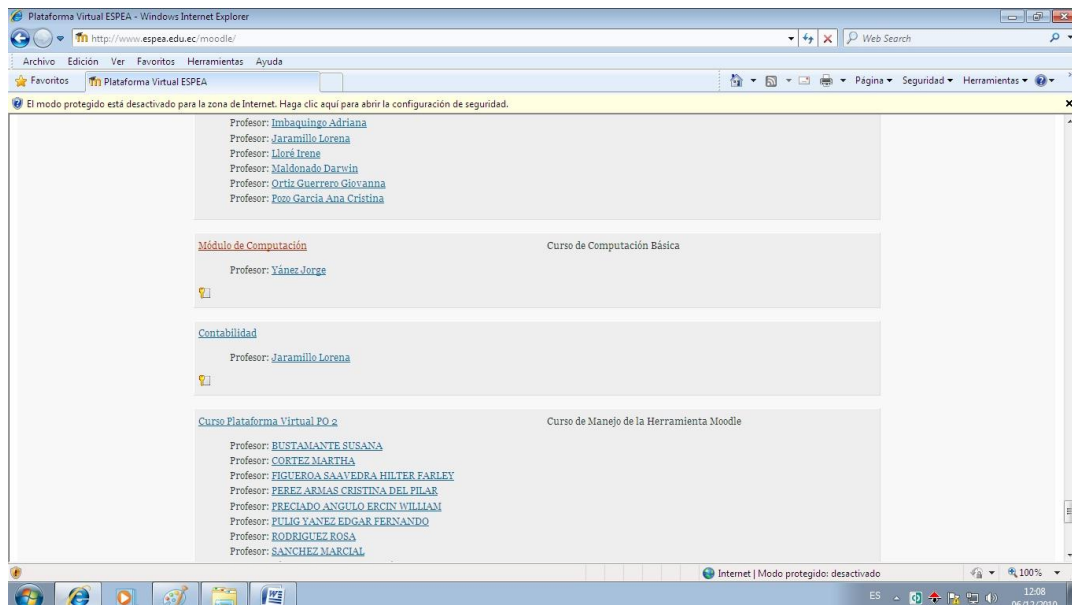 Plataforma Virtual ESPEA - Windows Internet Explorer
http://www.espea.edu.ec/moodle/
Web Search
Archivo Edición Ver Favoritos Herramientas Ayuda
Favoritos Plataforma Virtual ESPEA Página Seguridad Herramientas
El modo protegido está desactivado para la zona de Internet. Haga clic aquí para abrir la configuración de seguridad.
Profesor: Imbaquingo Adriana
Profesor: Jaramillo Lorena
Profesor: Lloré Irene
Profesor: Maldonado Darwin
Profesor: Ortiz Guerrero Giovanna
Profesor: Pozo Garcia Ana Cristina
Módulo de Computación Curso de Computación Básica
Profesor: Yánez Jorge
Contabilidad
Profesor: Jaramillo Lorena
Curso Plataforma Virtual PO 2 Curso de Manejo de la Herramienta Moodle
Profesor: BUSTAMANTE SUSANA
Profesor: CORTEZ MARTHA
Profesor: FIGUEROA SAAVEDRA HILTER FARLEY
Profesor: PEREZ ARMAS CRISTINA DEL PILAR
Profesor: PRECIADO ANGULO ERCIN WILLIAM
Profesor: PULIG YANEZ EDGAR FERNANDO
Profesor: RODRIGUEZ ROSA
Profesor: SANCHEZ MARCIAL
Internet | Modo protegido: desactivado 100%
ES 12:08
06/12/2010